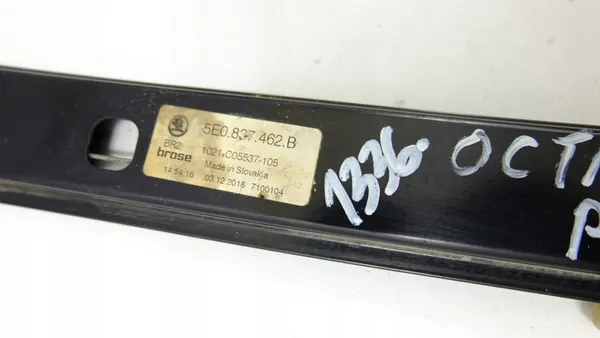 5E0.837.462.B
BR2 1021-C05537-105
brose Made in Slovakia
14:54:16 03.12.2018 7100104
1336.